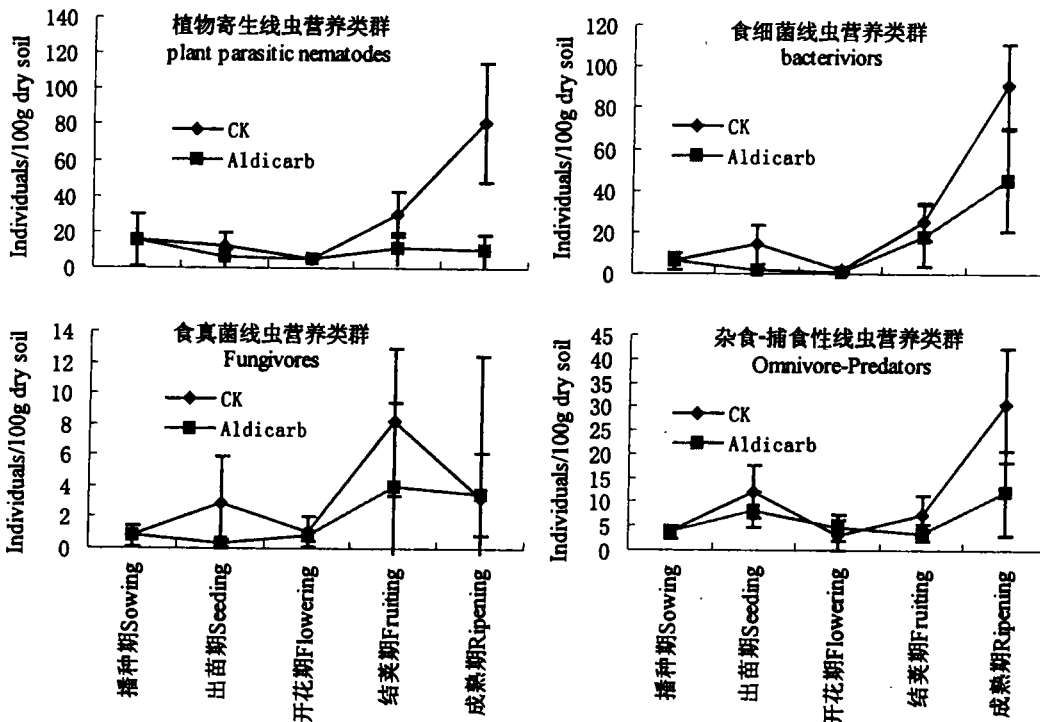 植物寄生线虫营养类群
plant parasitic nematodes
Individuals/100g dry soil
140
120
100
80
60
40
20
0
CK
Aldicarb
食细菌线虫营养类群
bacteriviors
Individuals/100g dry soil
120
100
80
60
40
20
0
CK
Aldicarb
食真菌线虫营养类群
Fungivores
Individuals/100g dry soil
14
12
10
8
6
4
2
0
CK
Aldicarb
播种期Sowing
出苗期Seeding
开花期Flowering
结荚期Fruiting
成熟期Ripening
杂食-捕食性线虫营养类群
Omnivore-Predators
Individuals/100g dry soil
45
40
35
30
25
20
15
10
5
0
CK
Aldicarb
播种期Sowing
出苗期Seeding
开花期Flowering
结荚期Fruiting
成熟期Ripening